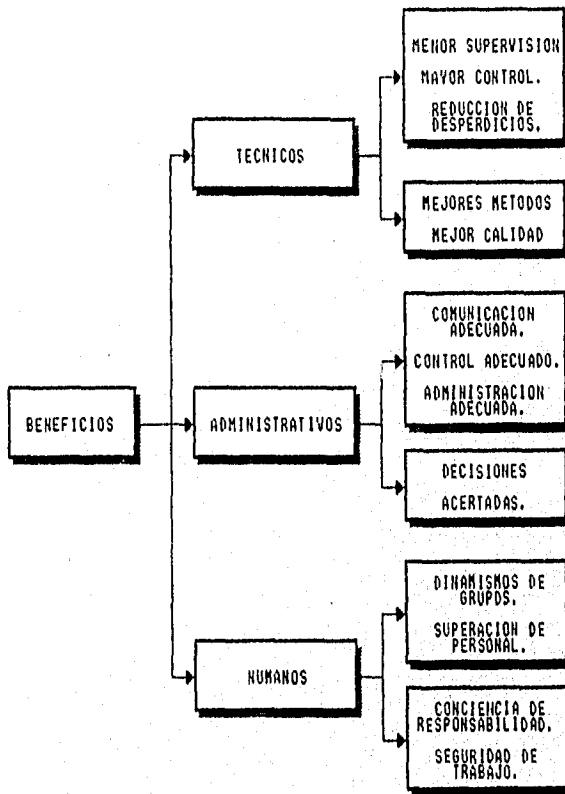 BENEFICIOS
TECNICOS
MENOR SUPERVISION
MAYOR CONTROL.
REDUCCION DE
DESPERDICIOS.
MEJORES METODOS
MEJOR CALIDAD
ADMINISTRATIVOS
COMUNICACION
ADECUADA.
CONTROL ADECUADO.
ADMINISTRACION
ADECUADA.
DECISIONES
ACERTADAS.
NUMANOS
DINAMISMOS DE
GRUPOS.
SUPERACION DE
PERSONAL.
CONCIENCIA DE
RESPONSABILIDAD.
SEGURIDAD DE
TRABAJO.